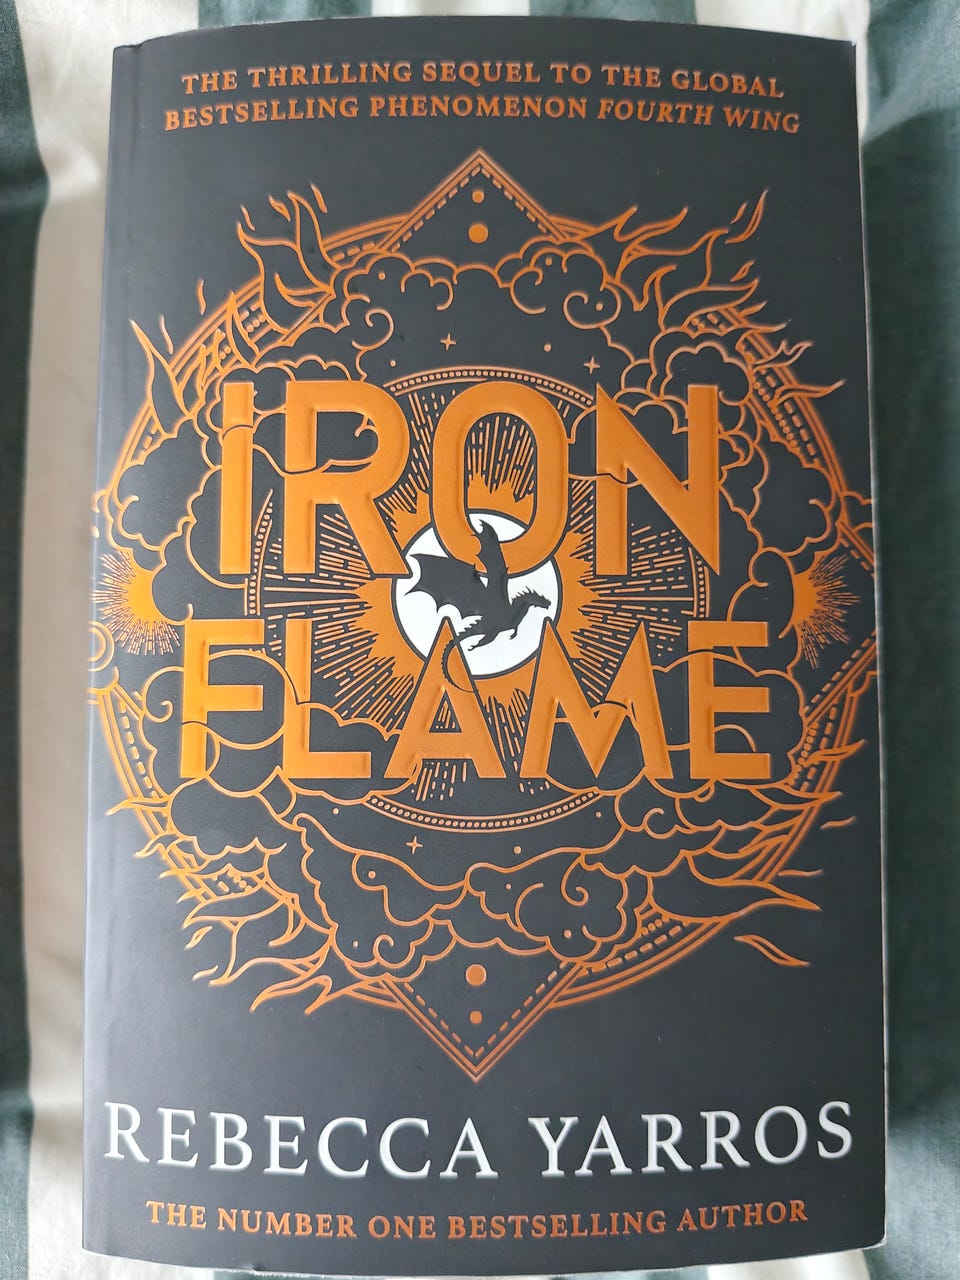 THE THRILLING SEQUEL TO THE GLOBAL
BESTSELLING PHENOMENON FOURTH WING
IRON
FLAME
REBECCA YARROS
THE NUMBER ONE BESTSELLING AUTHOR